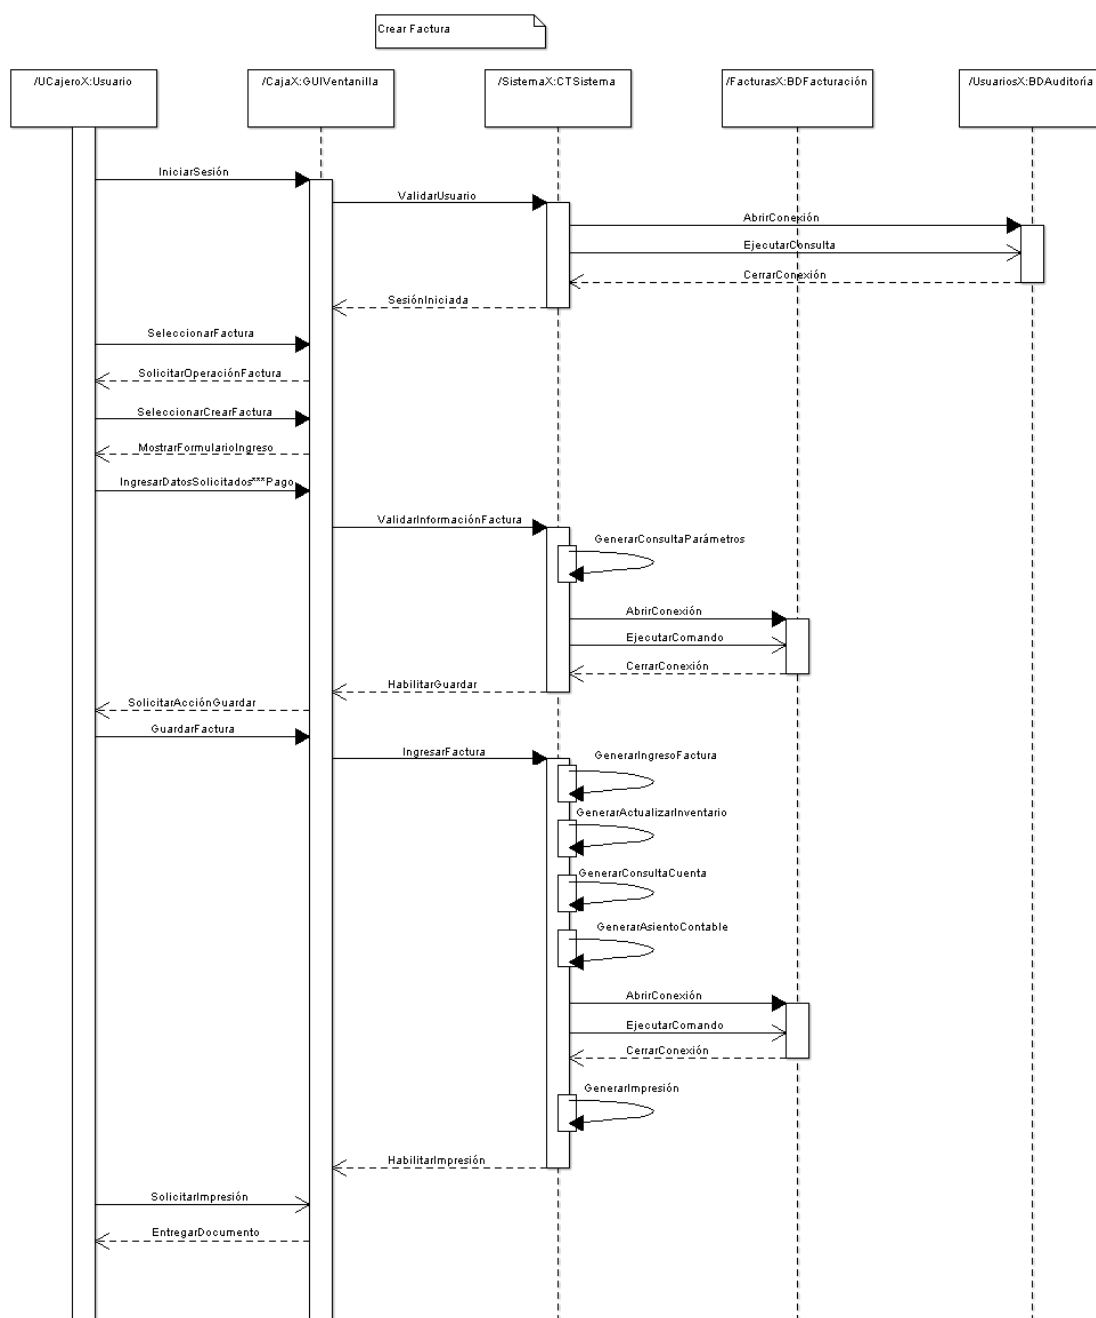 Crear Factura
/UCajeroX:Usuario
/CajaX:GUIVentanilla
/SistemaX:CTSistema
/FacturasX:BDFacturación
/UsuariosX:BDAuditoría
IniciarSesión
ValidarUsuario
AbrirConexión
EjecutarConsulta
CerrarConexión
SesiónIniciada
SeleccionarFactura
SolicitarOperaciónFactura
SeleccionarCrearFactura
MostrarFormularioIngreso
IngresarDatosSolicitados***Pago
ValidarInformaciónFactura
GenerarConsultaParámetros
AbrirConexión
EjecutarComando
CerrarConexión
HabilitarGuardar
SolicitarAcciónGuardar
GuardarFactura
IngresarFactura
GenerarIngresoFactura
GenerarActualizarInventario
GenerarConsultaCuenta
GenerarAsientoContable
AbrirConexión
EjecutarComando
CerrarConexión
GenerarImpresión
HabilitarImpresión
SolicitarImpresión
EntregarDocumento